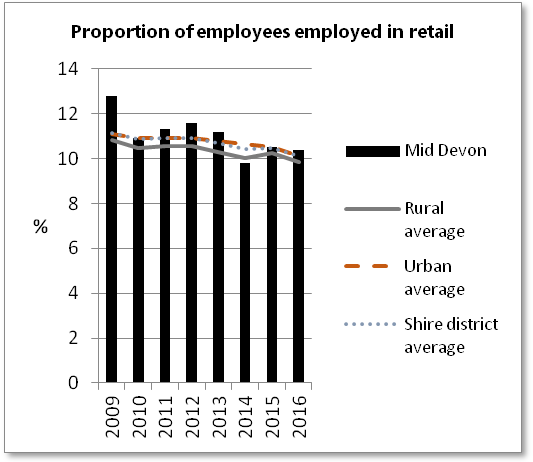 Proportion of employees employed in retail
14
12
10
8
6
4
2
0
%
2009
2010
2011
2012
2013
2014
2015
2016
Mid Devon
Rural
average
Urban
average
Shire district
average